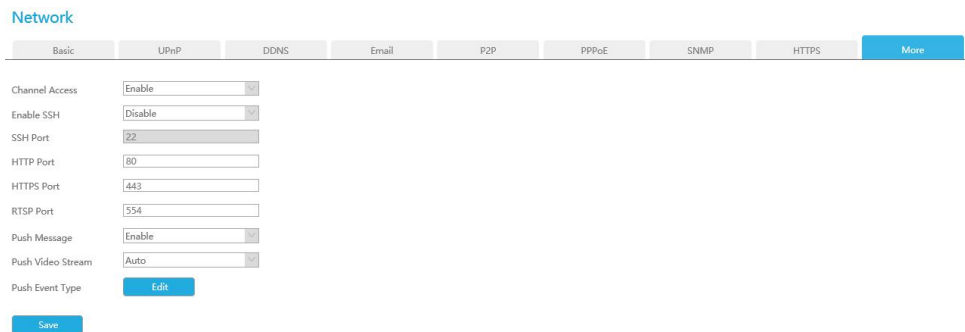 Network
Basic UPnP DDNS Email P2P PPPoE SNMP HTTPS More
Channel Access Enable
Enable SSH Disable
SSH Port 22
HTTP Port 80
HTTPS Port 443
RTSP Port 554
Push Message Enable
Push Video Stream Auto
Push Event Type Edit
Save